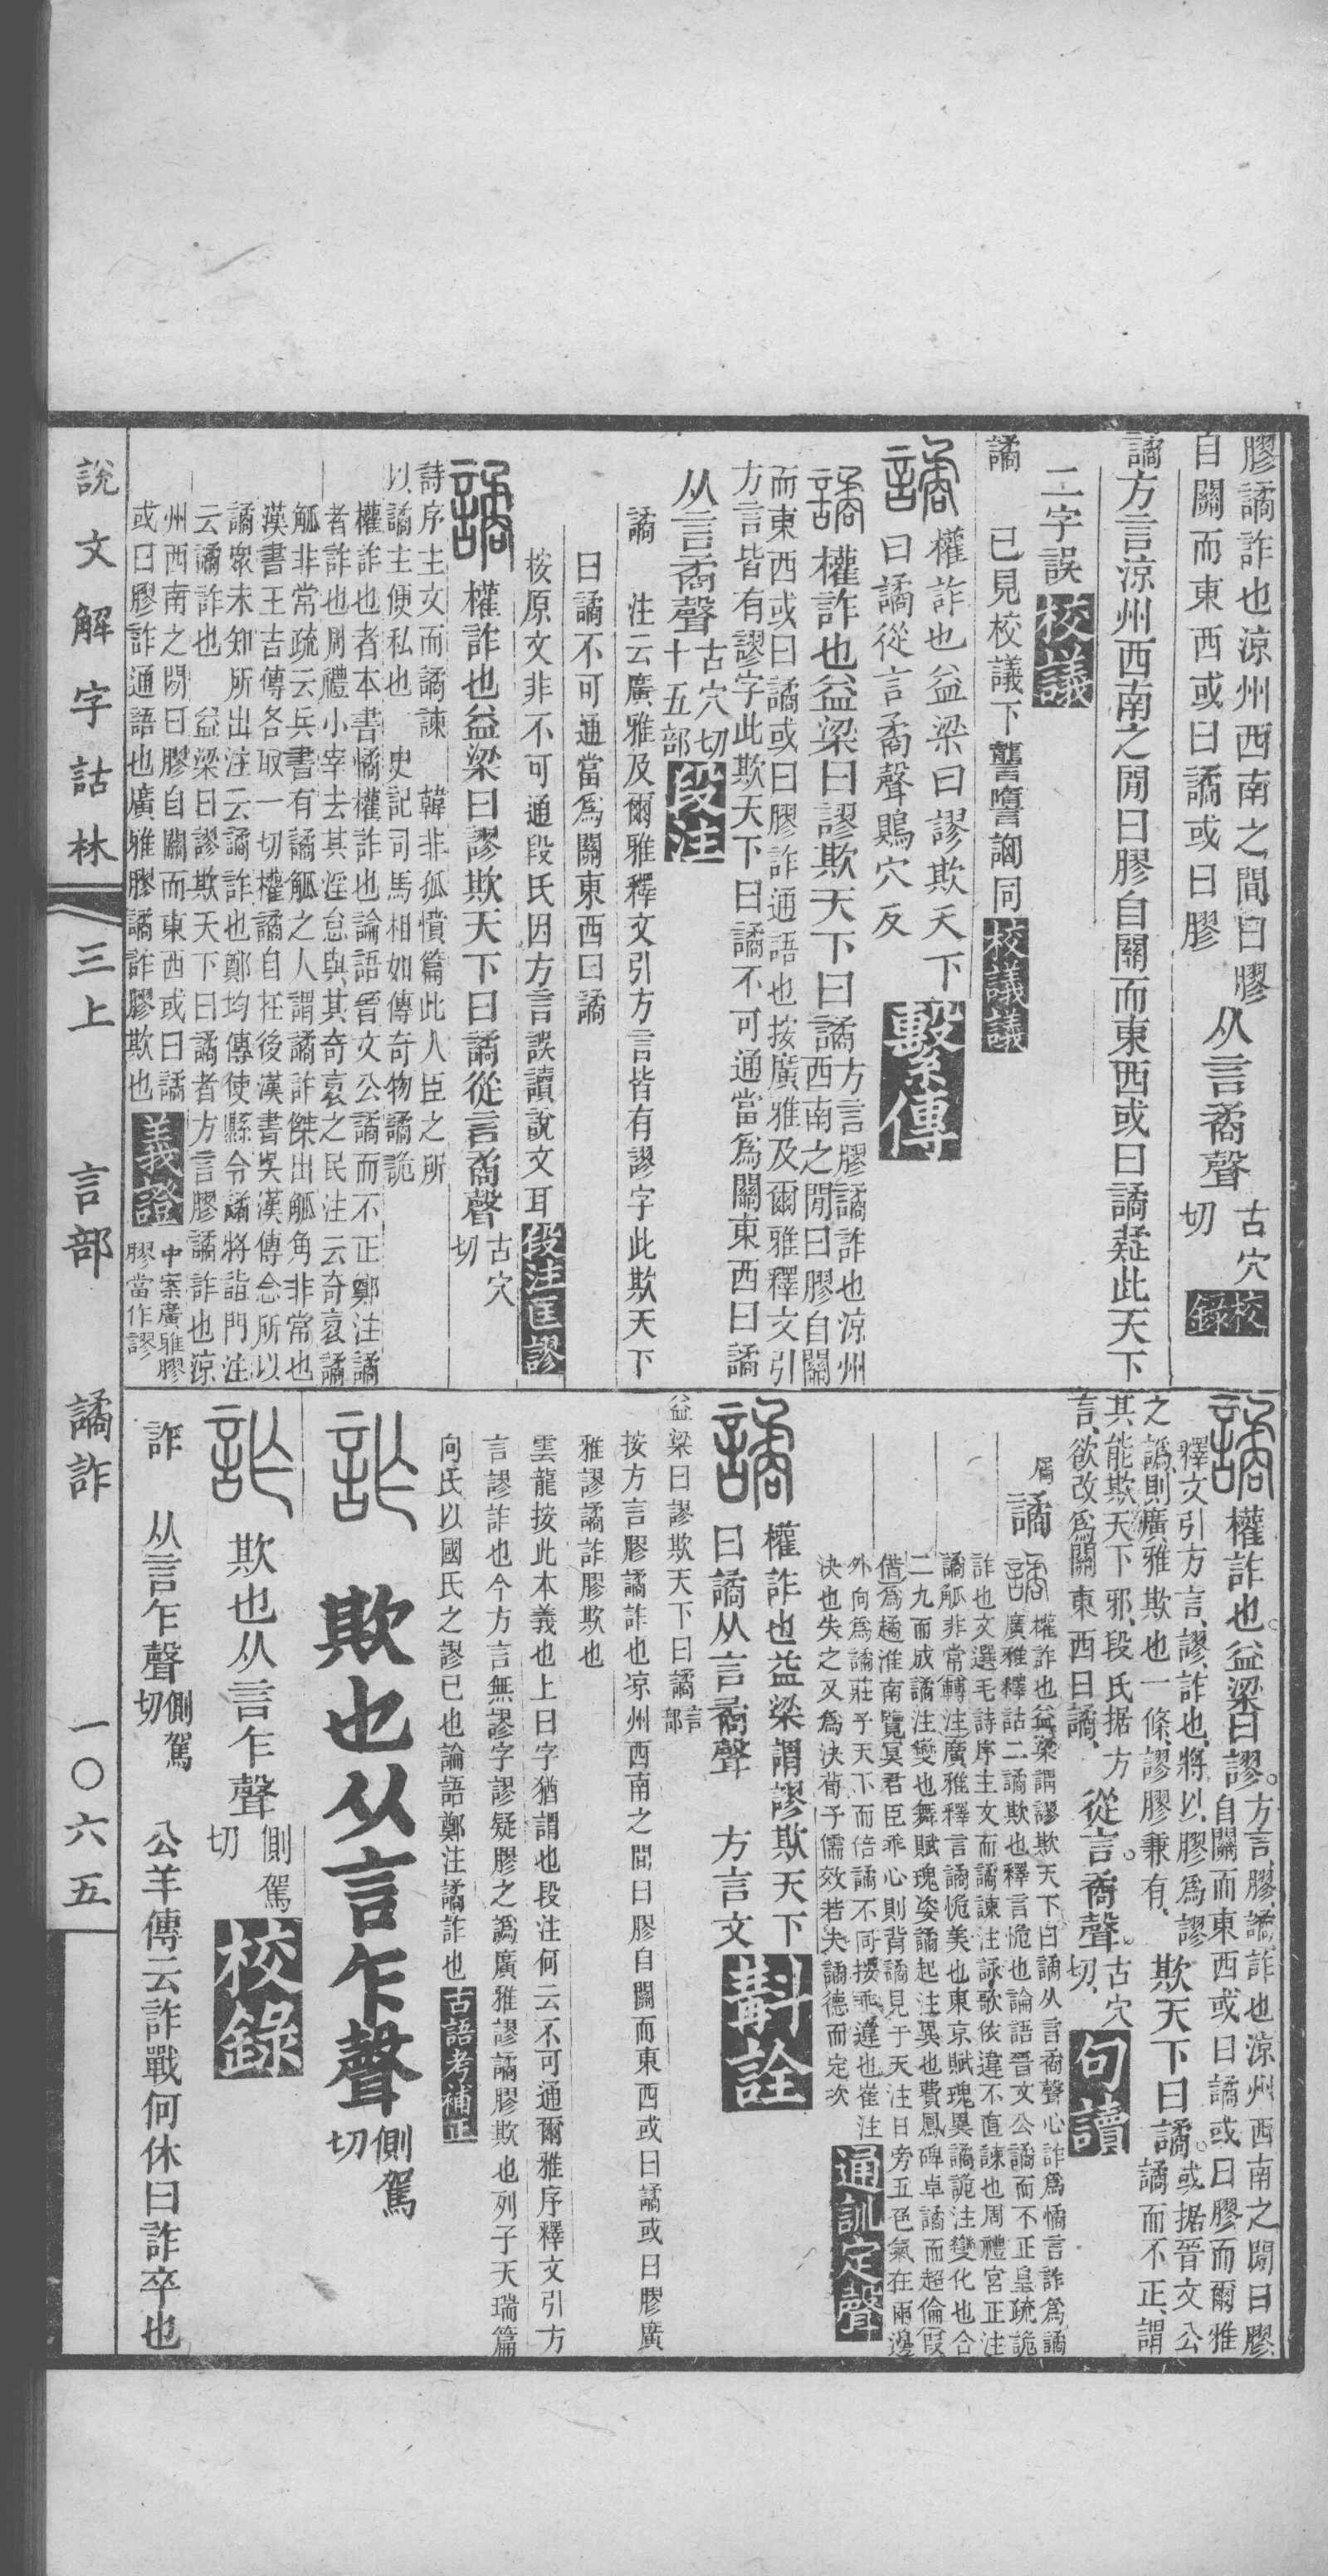 膠譎詐也涼州西南之間曰膠
自關而東西或曰譎或曰膠
从言矞聲
古穴
切
校
錄
譎方言涼州西南之閒曰膠自關而東西或曰譎疑此天下
二字誤校議
譎 已見校議下讋謵詾同校議議
權詐也益梁曰謬欺天下
曰譎從言矞聲鵙穴反
繫傳
譎權詐也益梁曰謬欺天下曰譎
方言膠譎詐也涼州
西南之閒曰膠自關
而東西或曰譎或曰膠詐通語也按廣雅及爾雅釋文引
方言皆有謬字此欺天下曰譎不可通當爲關東西曰譎
从言矞聲
古穴切
十五部
段注
譎 注云廣雅及爾雅釋文引方言皆有謬字此欺天下
曰譎不可通當爲關東西曰譎
按原文非不可通段氏因方言誤讀說文耳段注匡謬
譎權詐也益梁曰謬欺天下曰譎從言矞聲
古穴
切
詩序主文而譎諫 韓非孤憤篇此人臣之所
以譎主便私也 史記司馬相如傳奇物譎詭
權詐也者本書憰權詐也論語晉文公譎而不正鄭注譎
者詐也周禮小宰去其淫怠與其奇衺之民注云奇衺譎
觚非常疏云兵書有譎觚之人謂譎詐傑出觚角非常也
漢書王吉傳各取一切權譎自在後漢書吳漢傳念所以
譎眾未知所出注云譎詐也鄭均傳使縣令譎將詣門注
云譎詐也 益梁曰謬欺天下曰譎者方言膠譎詐也涼
州西南之閒曰膠自關而東西或曰譎
或曰膠詐通語也廣雅膠譎詐膠欺也
義證
中案廣雅膠
膠當作謬
譎權詐也益梁曰謬
方言膠譎詐也涼州西南之閒曰膠
自關而東西或曰譎或曰膠而爾雅
釋文引方言謬詐也將以膠爲謬
之譌則廣雅欺也一條謬膠兼有
欺天下曰譎
或据晉文公
譎而不正謂
其能欺天下邪段氏据方
言欲改爲關東西曰譎
從言矞聲
古穴
切
句讀
屑 譎
譎權詐也益梁謂謬欺天下曰譎从言矞聲心詐爲憰言詐爲譎
廣雅釋詁二譎欺也釋言恑也論語晉文公譎而不正皇疏詭
詐也文選毛詩序主文而譎諫注詠歌依違不直諫也周禮宮正注
譎觚非常轉注廣雅釋言譎恑美也東京賦瑰異譎詭注變化也合
二九而成譎注變也舞賦瑰姿譎起注異也費鳳碑卓譎而超倫假
借爲趫淮南覽冥君臣乖心則背譎見于天注日旁五色氣在兩邊
外向爲譎莊子天下而倍譎不同按乖違也崔注
決也失之又爲決荀子儒效若夫譎德而定次
通訓定聲
譎
權詐也益梁謂謬欺天下
曰譎从言矞聲 方言文
斠詮
益梁曰謬欺天下曰譎
言
部
按方言膠譎詐也涼州西南之間曰膠自關而東西或曰譎或曰膠廣
雅謬譎詐膠欺也
雲龍按此本義也上曰字猶謂也段注何云不可通爾雅序釋文引方
言謬詐也今方言無謬字謬疑膠之譌廣雅謬譎膠欺也列子天瑞篇
向氏以國氏之謬已也論語鄭注譎詐也古語考補正
詐 欺也从言乍聲
側駕
切
詐 欺也从言乍聲
側駕
切
校錄
詐 从言乍聲
側駕
切
公羊傳云詐戰何休曰詐卒也
說文解字詁林 三上 言部 譎詐 一〇六五